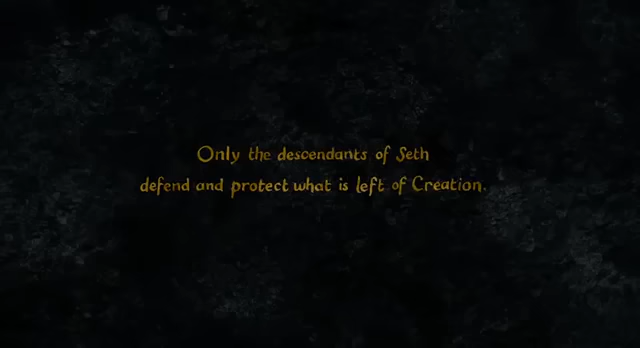 Only the descendants of Seth
defend and protect what is left of Creation.